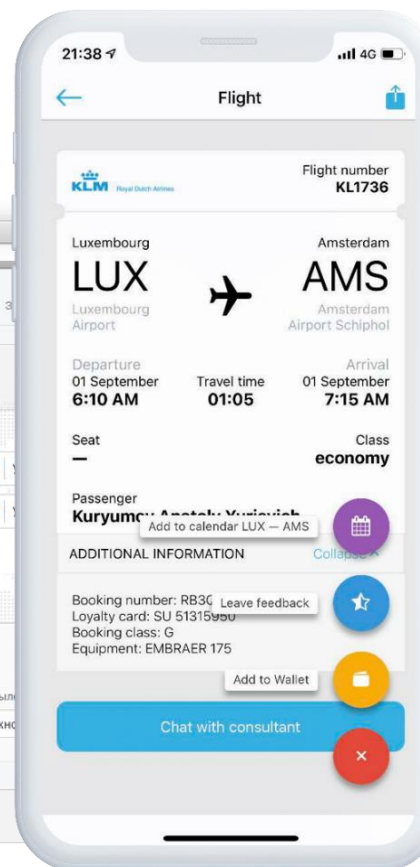 21:38
4G
Flight
KLM Royal Dutch Airlines
Flight number
KL1736
Luxembourg
Amsterdam
LUX
AMS
Luxembourg
Airport
Amsterdam
Airport Schiphol
Departure
Arrival
01 September
Travel time
01 September
6:10 AM
01:05
7:15 AM
Seat
Class
—
economy
Passenger
Add to calendar LUX — AMS
ADDITIONAL INFORMATION
Collapse
Booking number:
Leave feedback
Loyalty card: SU 51315950
Booking class: G
Equipment: EMBRAER 175
Add to Wallet
Chat with consultant